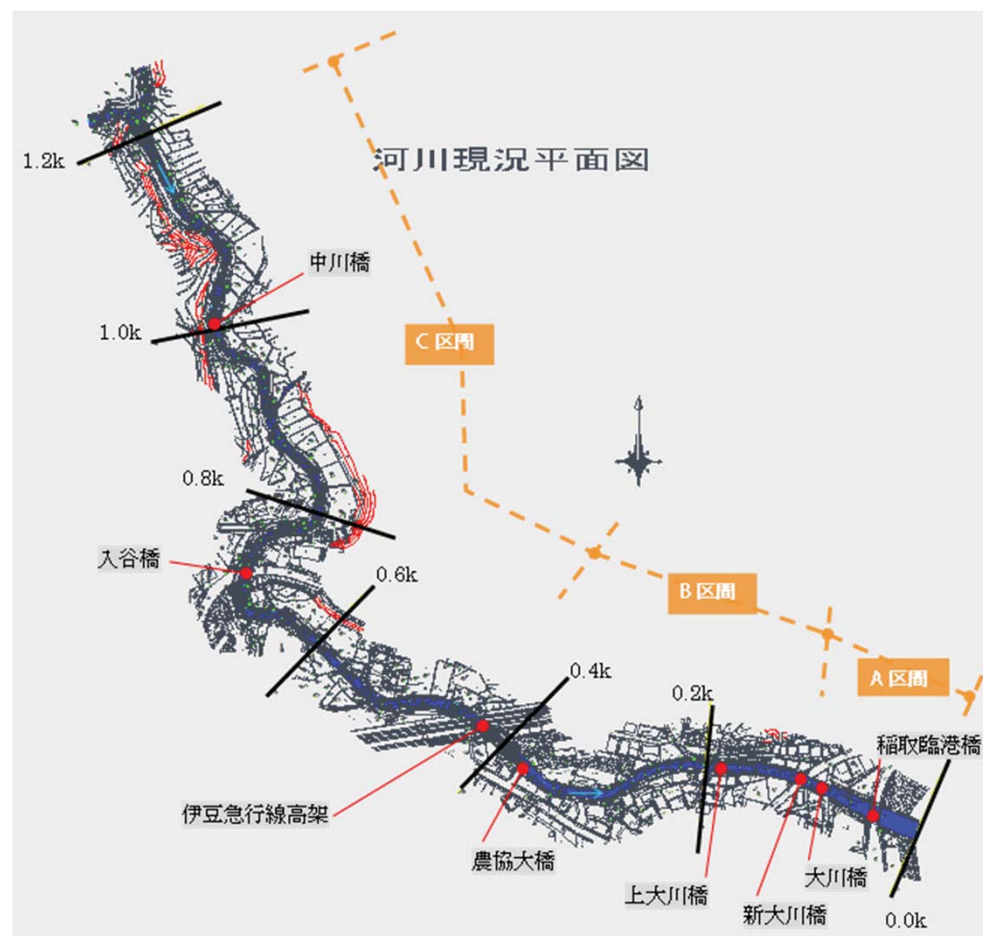 河川現況平面図
1.2k
中川橋
1.0k
C 区間
0.8k
入谷橋
0.6k
B 区間
A 区間
0.4k
0.2k
稲取臨港橋
伊豆急行線高架
農協大橋
上大川橋
新大川橋
大川橋
0.0k